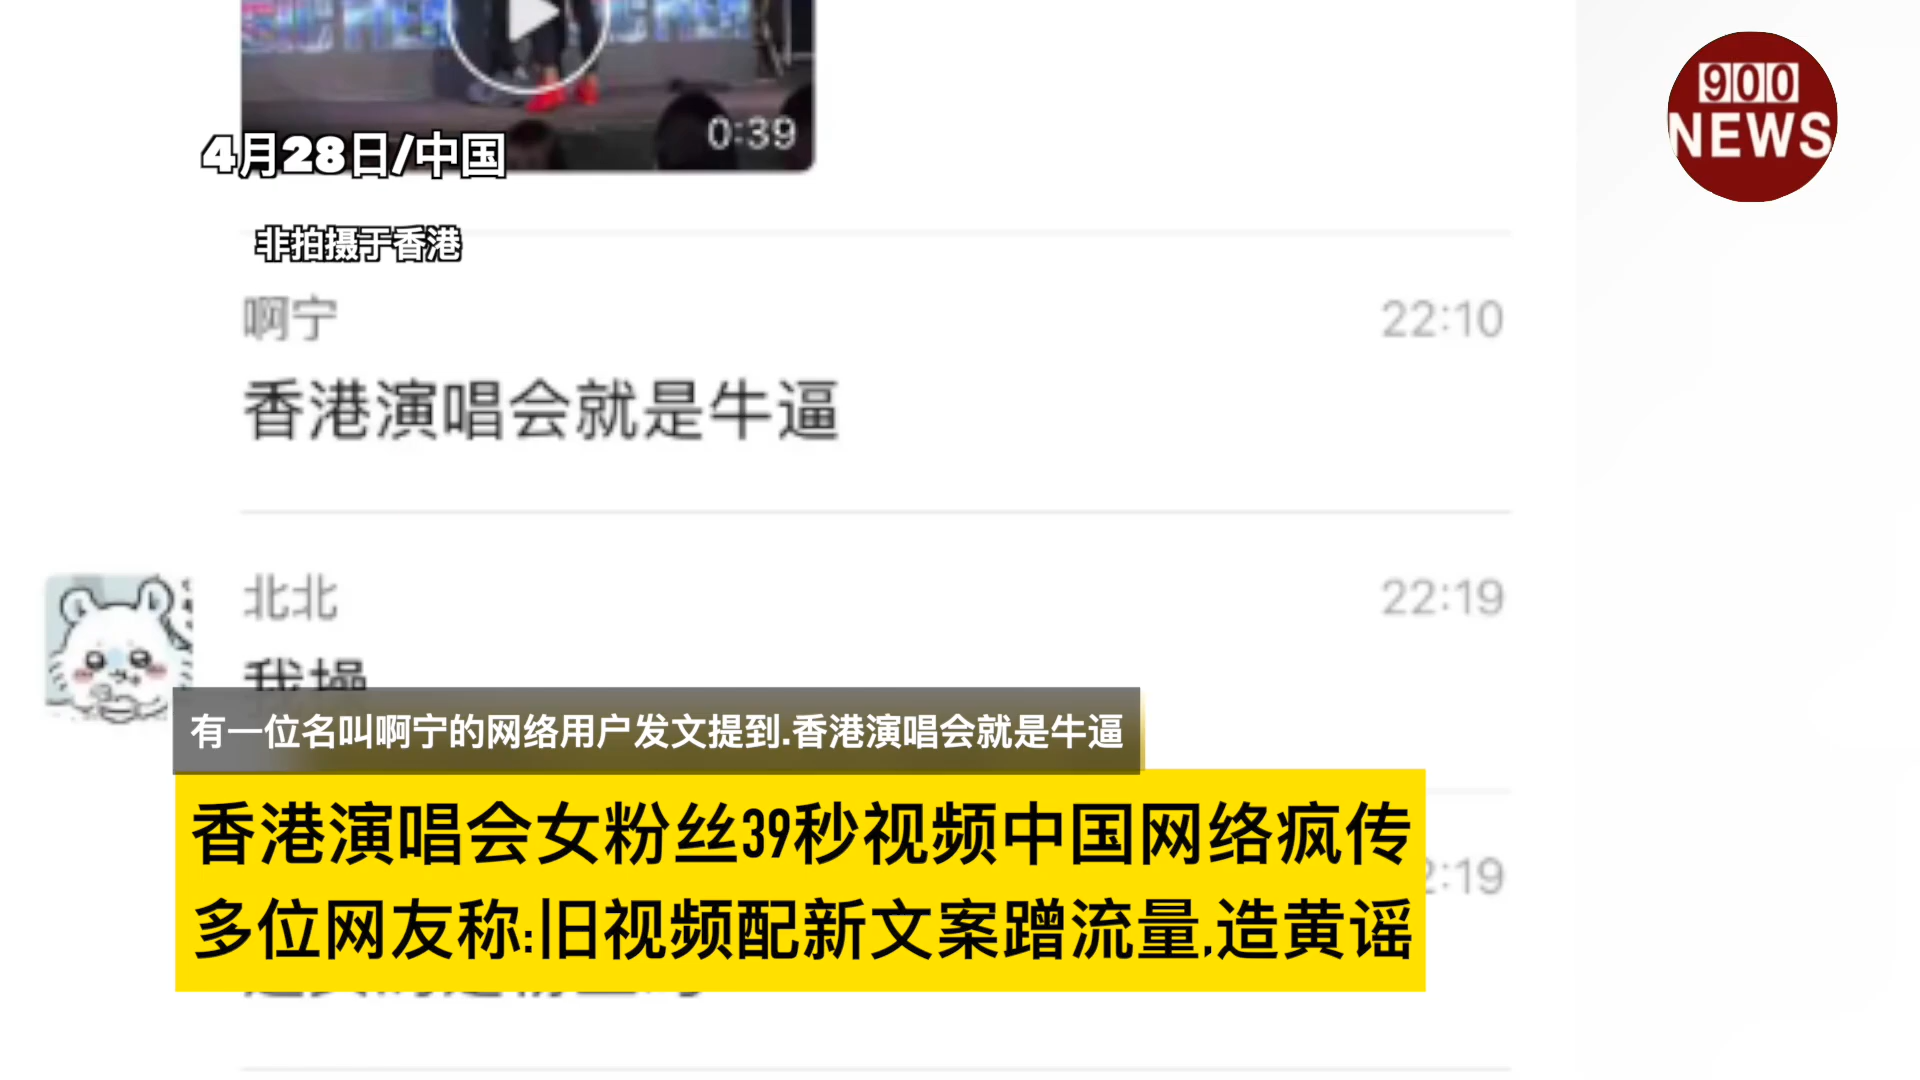 900
NEWS
0:39
4月28日/中国
非拍摄于香港
啊宁
22:10
香港演唱会就是牛逼
北北
22:19
我操
有一位名叫啊宁的网络用户发文提到.香港演唱会就是牛逼
香港演唱会女粉丝39秒视频中国网络疯传
多位网友称:旧视频配新文案蹭流量,造黄谣
2:19